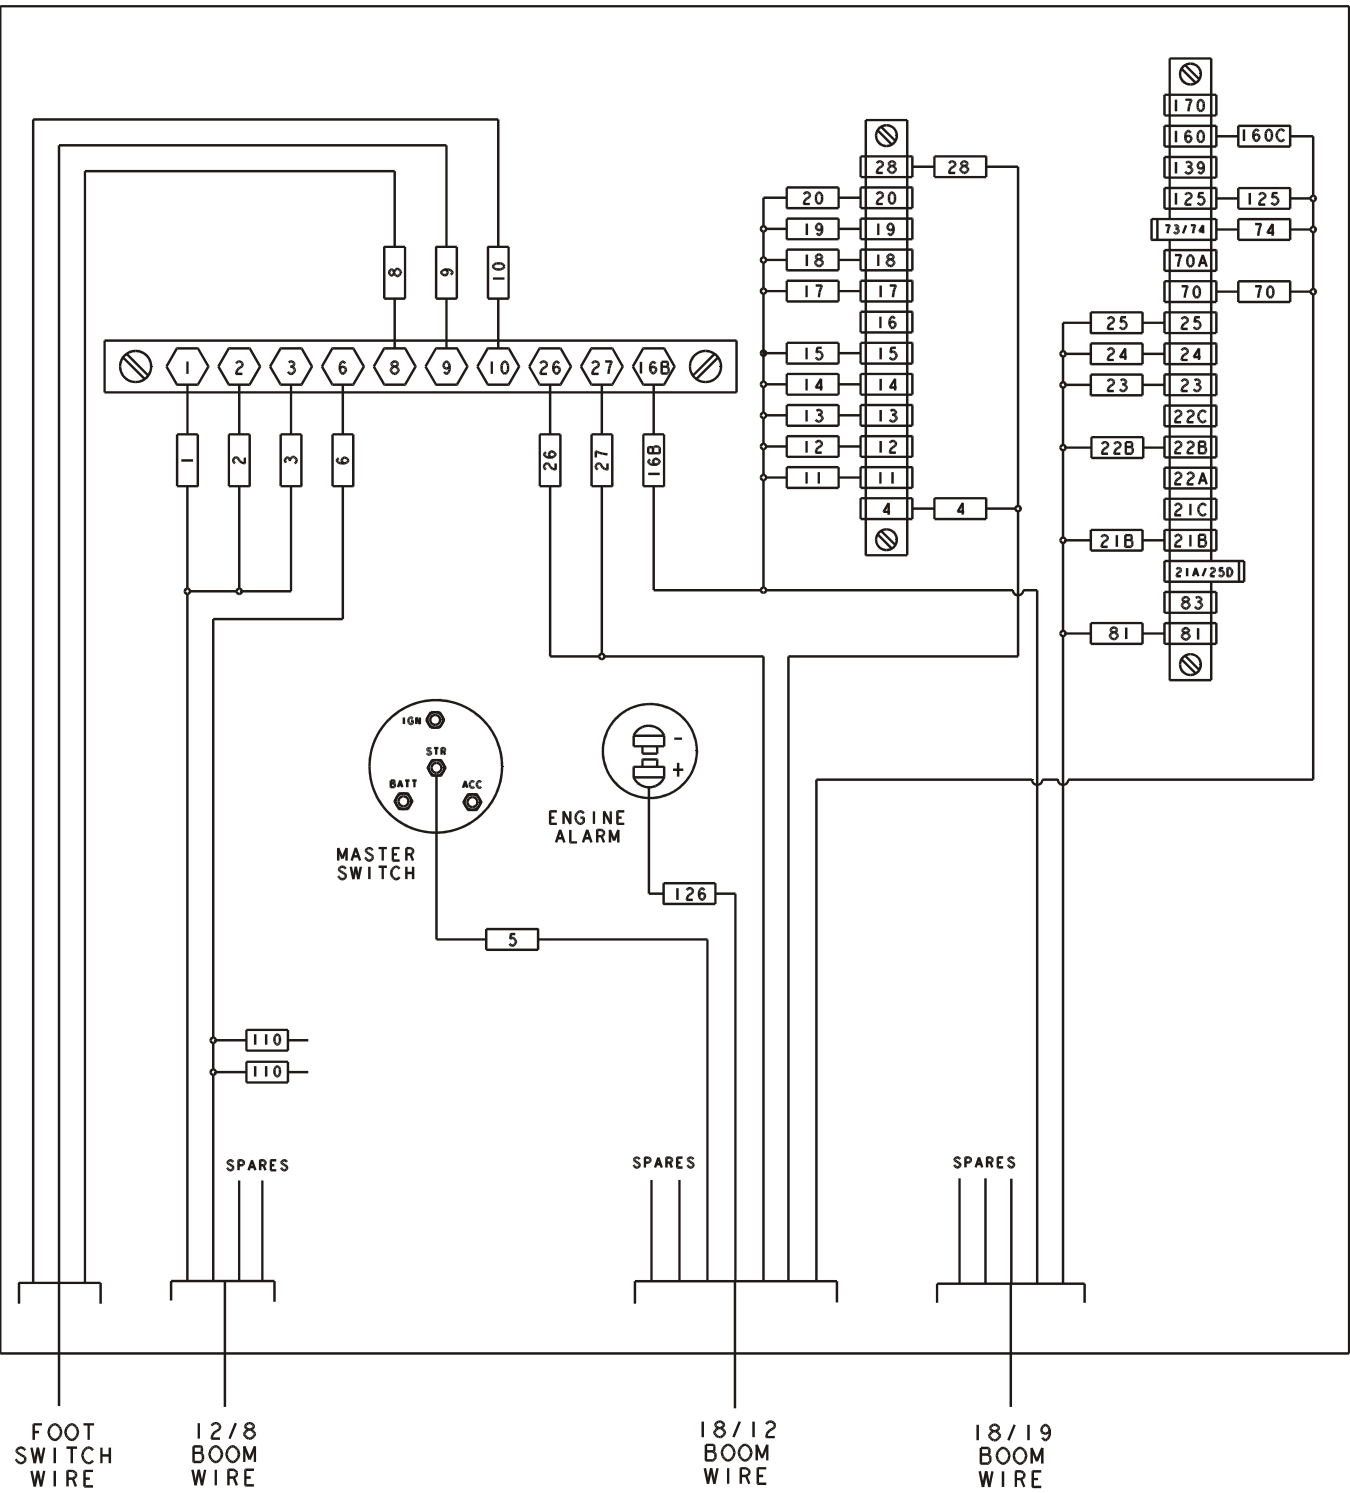 170
160 160C
139
28 28
125 125
20 20
73/74 74
19 19
18 18
70A
8 9 10
17 17
70 70
16
25 25
15 15
24 24
1 2 3 6 8 9 10 26 27 16B
14 14
23 23
13 13
22C
12 12
22B 22B
1 2 3 6 26 27 16B
11 11
22A
4 4
21C
21B 21B
21A/25D
83
81 81
IGN
-
STR
+
BATT ACC
ENGINE
ALARM
MASTER
SWITCH
126
5
110
110
SPARES
SPARES
SPARES
FOOT
SWITCH
WIRE
12/8
BOOM
WIRE
18/12
BOOM
WIRE
18/19
BOOM
WIRE